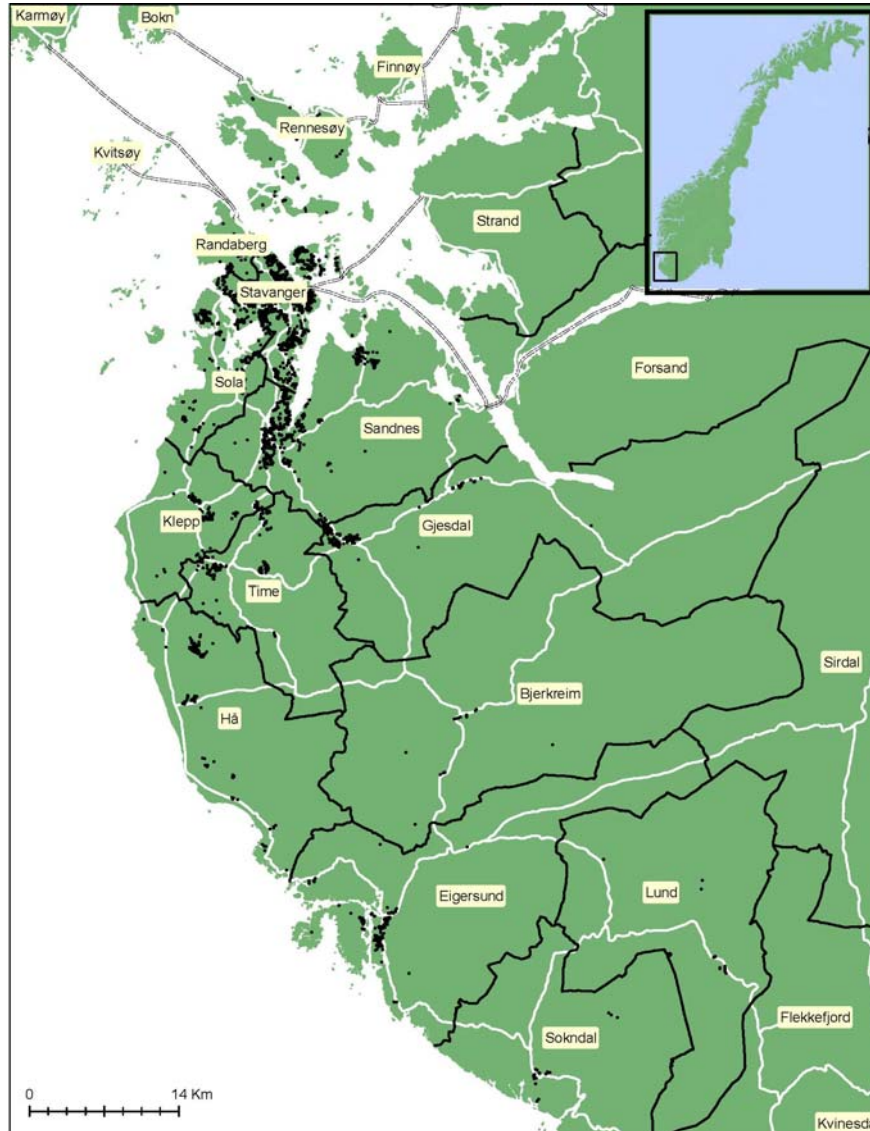 Karmøy
Bokn
Finnøy
Rennesøy
Kvitsøy
Strand
Randaberg
Stavanger
Forsand
Sola
Sandnes
Klepp
Gjesdal
Time
Sirdal
Bjerkreim
Hå
Eigersund
Lund
Flekkefjord
Sokndal
0 14 Km
Kvinesda